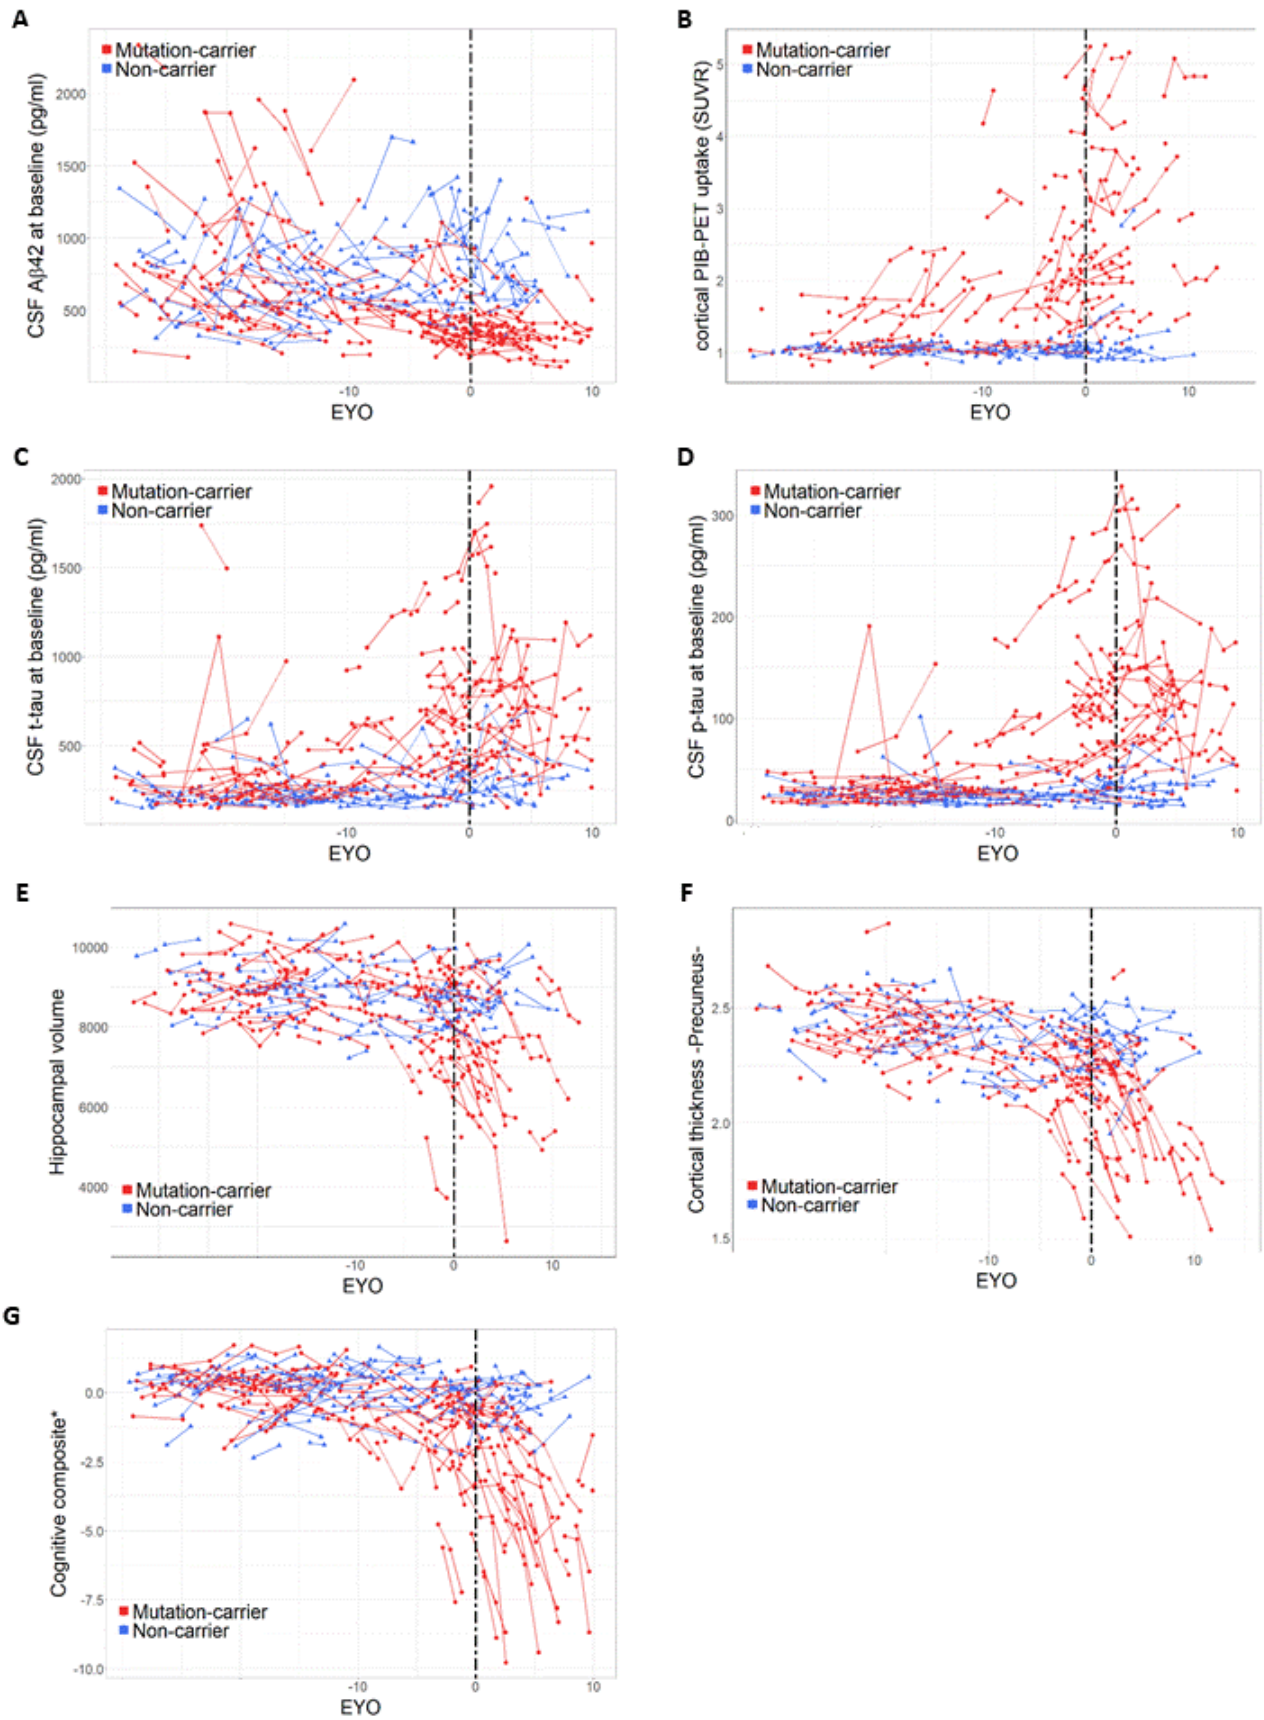 A
CSF Aβ42 at baseline (pg/ml)
Mutation-carrier
Non-carrier
2000
1500
1000
500
-10
0
10
EYO
B
cortical PIB-PET uptake (SUVR)
Mutation-carrier
Non-carrier
5
4
3
2
1
-10
0
10
EYO
C
CSF t-tau at baseline (pg/ml)
Mutation-carrier
Non-carrier
2000
1500
1000
500
-10
0
10
EYO
D
CSF p-tau at baseline (pg/ml)
Mutation-carrier
Non-carrier
300
200
100
0
-10
0
10
EYO
E
Hippocampal volume
10000
8000
6000
4000
Mutation-carrier
Non-carrier
-10
0
10
EYO
F
Cortical thickness -Precuneus-
2.5
2.0
1.5
Mutation-carrier
Non-carrier
-10
0
10
EYO
G
Cognitive composite*
0.0
-2.5
-5.0
-7.5
-10.0
Mutation-carrier
Non-carrier
-10
0
10
EYO